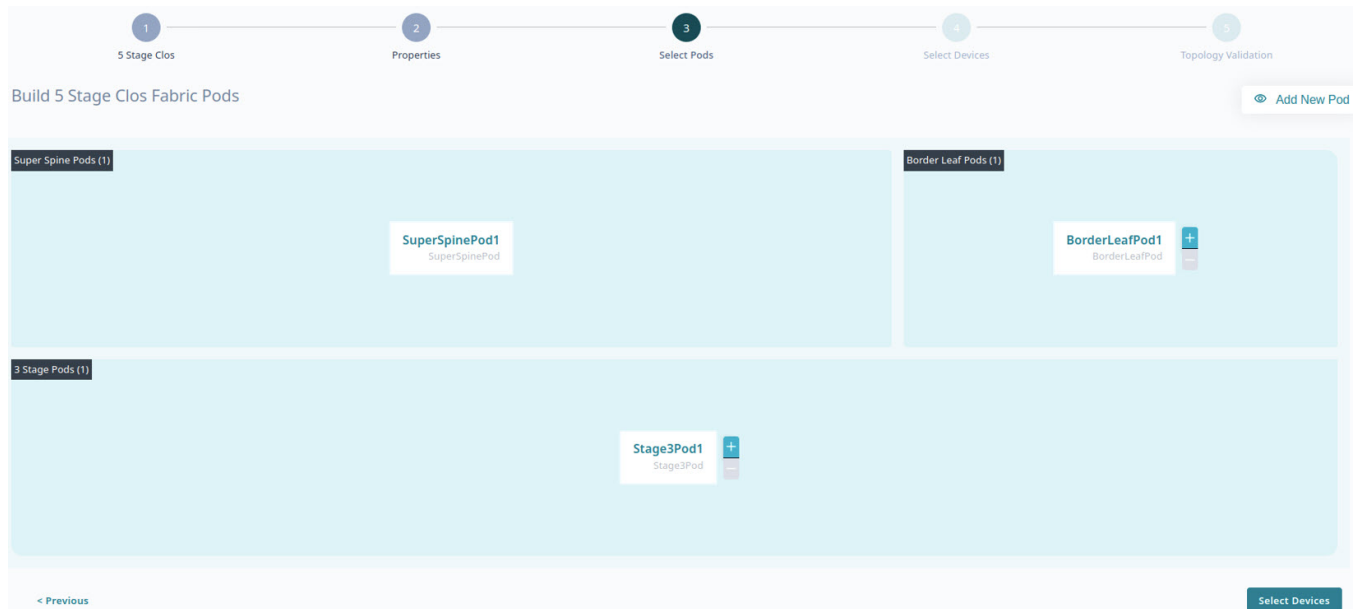 1
2
3
4
5
5 Stage Clos
Properties
Select Pods
Select Devices
Topology Validation
Build 5 Stage Clos Fabric Pods
Add New Pod
Super Spine Pods (1)
Border Leaf Pods (1)
SuperSpinePod1
SuperSpinePod
BorderLeafPod1
BorderLeafPod
+
−
3 Stage Pods (1)
Stage3Pod1
Stage3Pod
+
−
< Previous
Select Devices